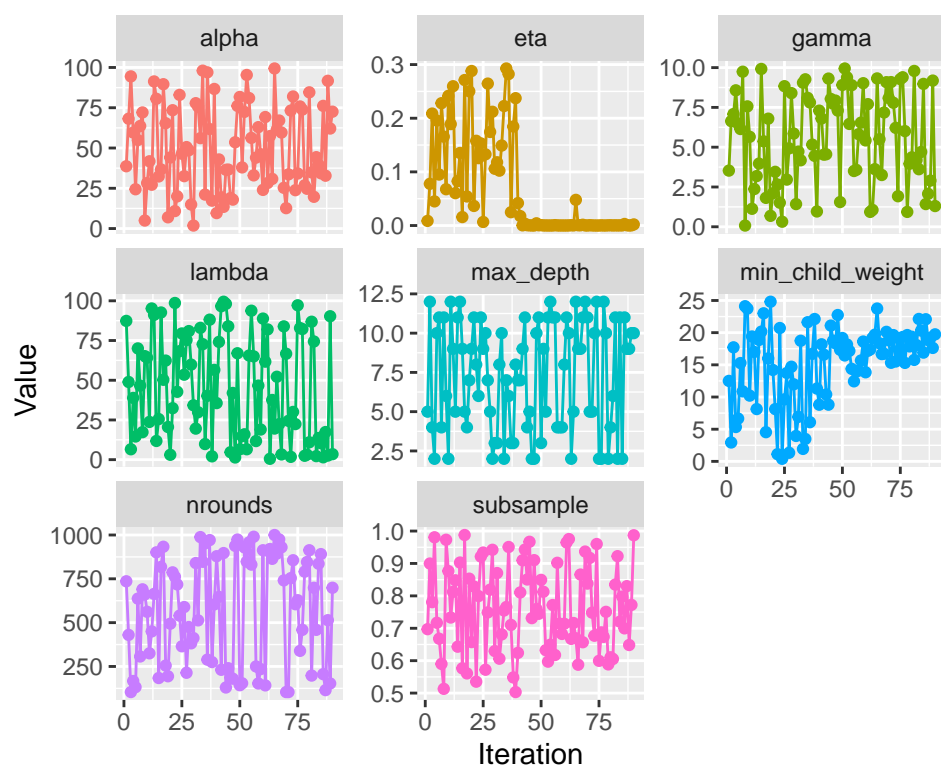 alpha eta gamma
100 0.3 10.0
75 7.5
0.2
50 5.0
0.1
25 2.5
0 0.0 0.0
lambda max_depth min_child_weight
100 12.5 25
75 10.0 20
50 7.5 15
10
25 5.0 5
0 2.5 0
0 25 50 75
nrounds subsample
1000 1.0
0.9
750 0.8
500 0.7
250 0.6
0.5
0 25 50 75 0 25 50 75
Value
Iteration